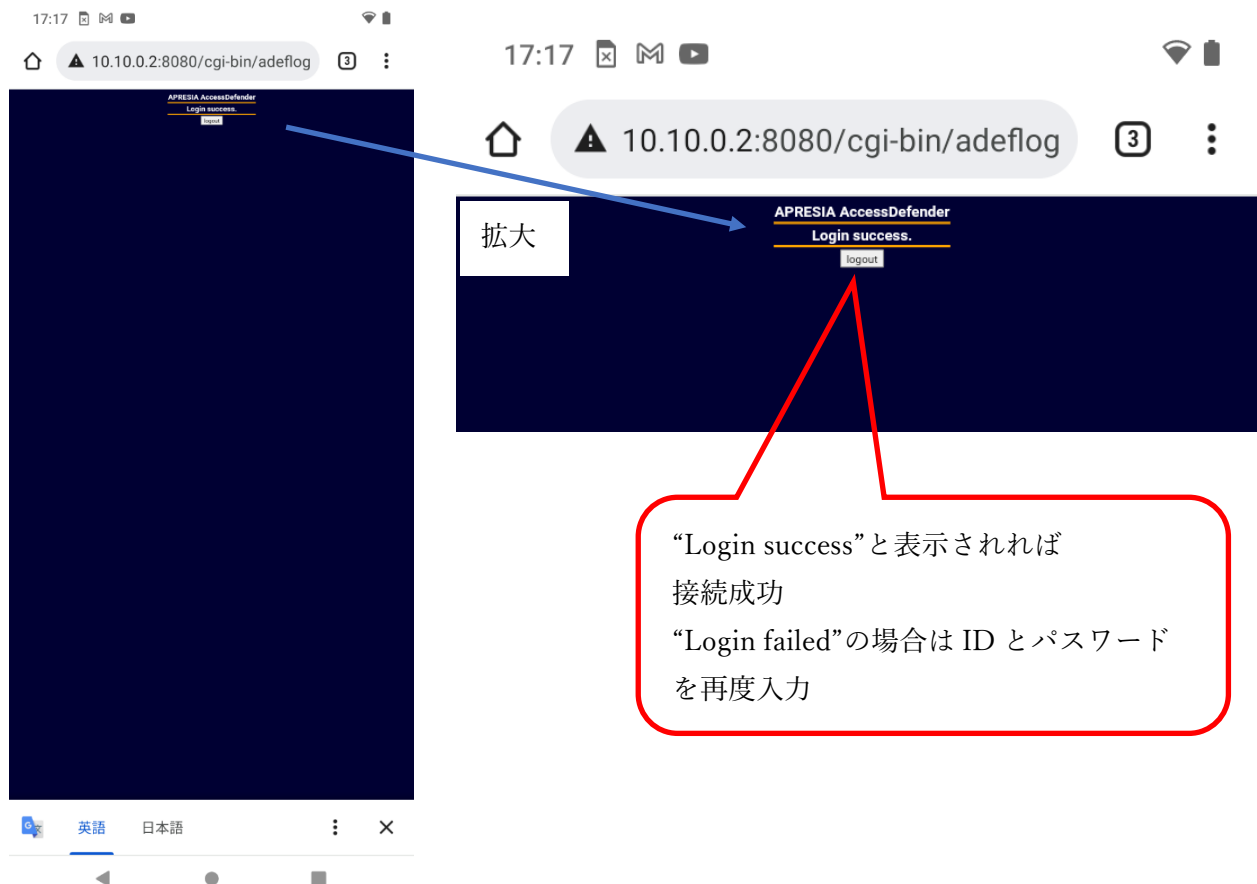 17:17
10.10.0.2:8080/cgi-bin/adeflog
3
APRESIA AccessDefender
Login success.
logout
英語
日本語
17:17
10.10.0.2:8080/cgi-bin/adeflog
3
拡大
APRESIA AccessDefender
Login success.
logout
“Login success”と表示されれば
接続成功
“Login failed”の場合は ID とパスワード
を再度入力